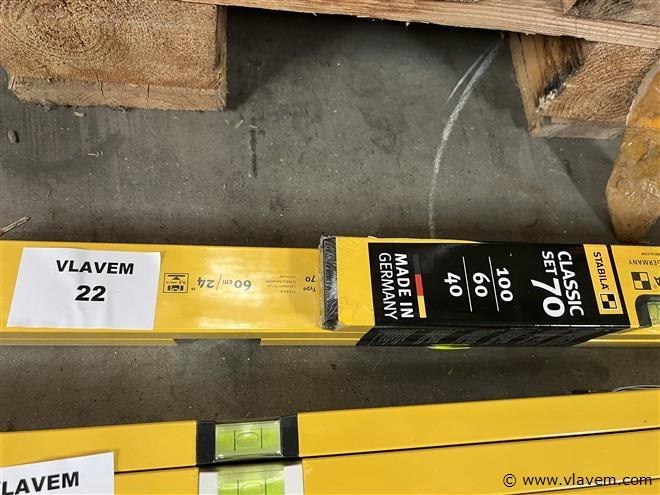 VLAVEM
22
Type 70
60 cm/24"
STABILA
CLASSIC
SET 70
100
60
40
MADE IN
GERMANY
GERMANY
VLAVEM
© www.vlavem.com